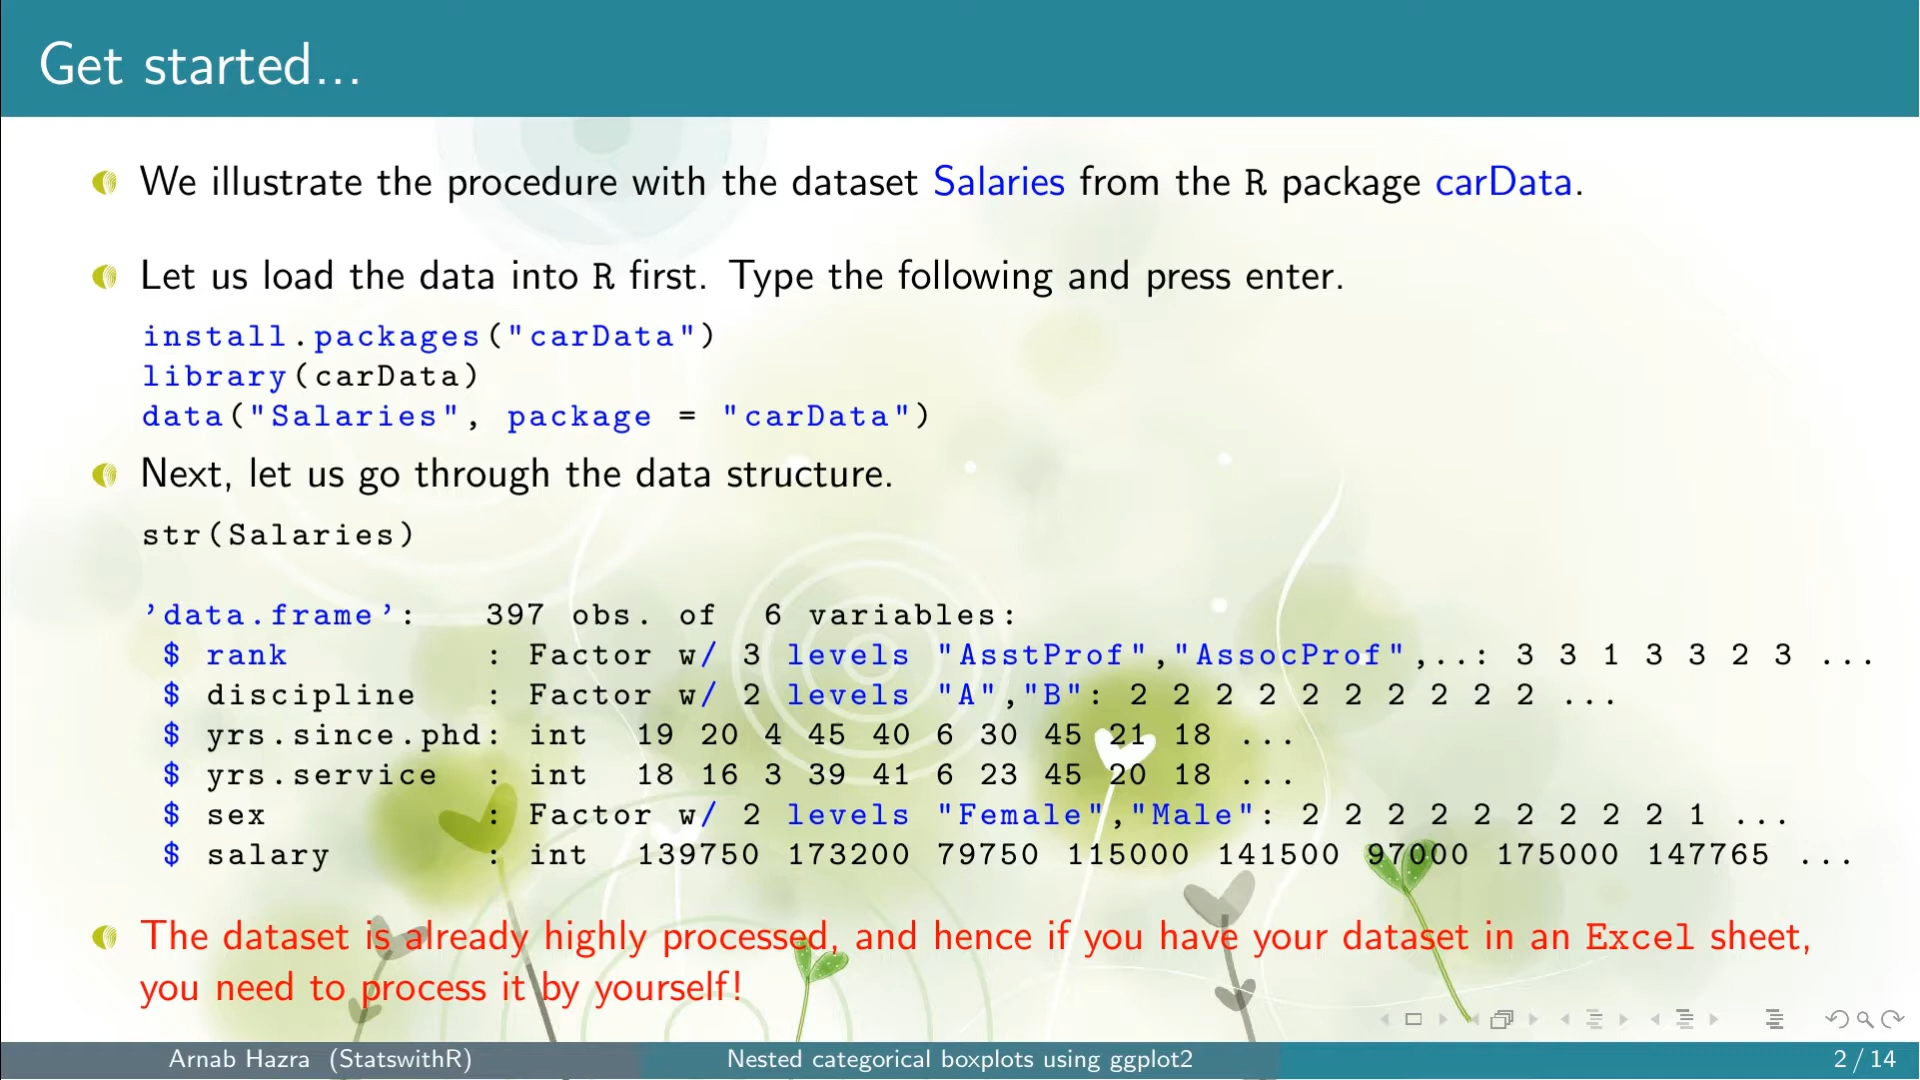 Get started...
We illustrate the procedure with the dataset Salaries from the R package carData.
Let us load the data into R first. Type the following and press enter.
install.packages("carData")
library(carData)
data("Salaries", package = "carData")
Next, let us go through the data structure.
str(Salaries)
'data.frame':   397 obs. of  6 variables:
 $ rank         : Factor w/ 3 levels "AsstProf","AssocProf",..: 3 3 1 3 3 2 3 ...
 $ discipline   : Factor w/ 2 levels "A","B": 2 2 2 2 2 2 2 2 2 2 ...
 $ yrs.since.phd: int  19 20 4 45 40 6 30 45 21 18 ...
 $ yrs.service  : int  18 16 3 39 41 6 23 45 20 18 ...
 $ sex          : Factor w/ 2 levels "Female","Male": 2 2 2 2 2 2 2 2 2 1 ...
 $ salary       : int  139750 173200 79750 115000 141500 97000 175000 147765 ...
The dataset is already highly processed, and hence if you have your dataset in an Excel sheet,
you need to process it by yourself!
Arnab Hazra (StatswithR) Nested categorical boxplots using ggplot2 2 / 14